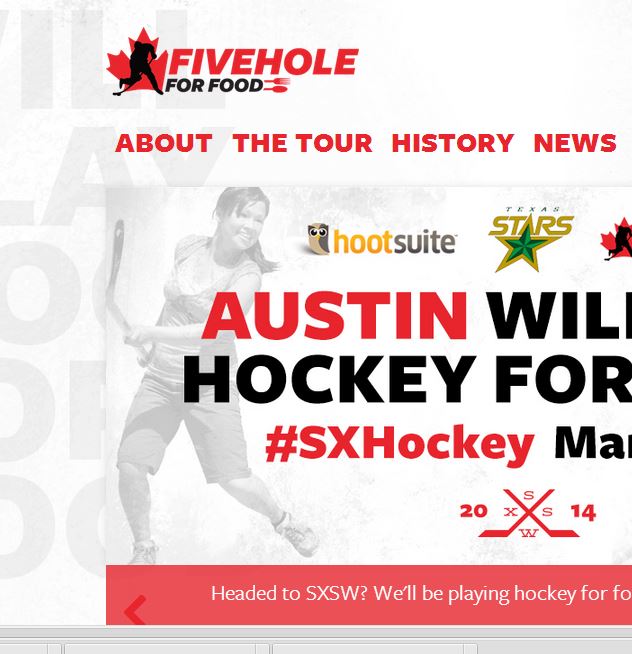 FIVEHOLE
FOR FOOD
ABOUT THE TOUR HISTORY NEWS
hootsuite™
TEXAS
STARS
AUSTIN WILL
HOCKEY FOR
#SXHockey Mar
20 S X S W 14
Headed to SXSW? We'll be playing hockey for fo